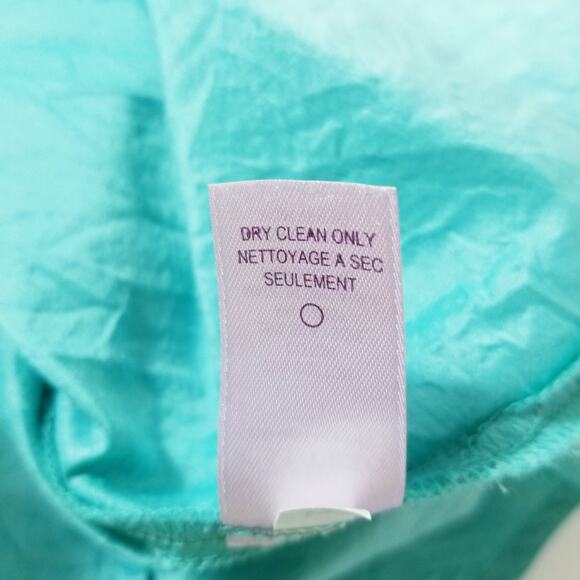 DRY CLEAN ONLY
NETTOYAGE A SEC
SEULEMENT